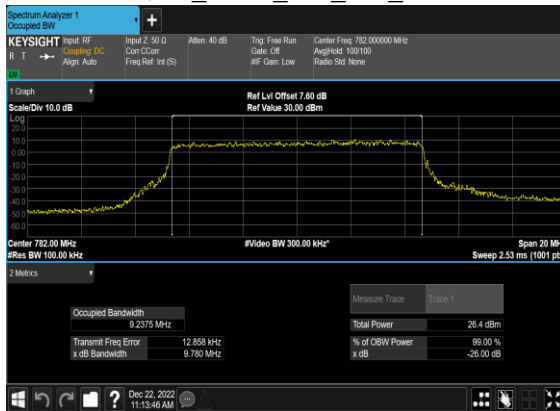 Spectrum Analyzer 1
Occupied BW
KEYSIGHT Input: RF Input Z: 50 Ω Atten: 40 dB Trig: Free Run Center Freq: 782.000000 MHz
R T Coupling: DC Corr CCorr Gate: Off Avg|Hold: 100/100
Align: Auto Freq Ref: Int (S) #IF Gain: Low Radio Std: None
1 Graph
Ref Lvl Offset 7.60 dB
Scale/Div 10.0 dB Ref Value 30.00 dBm
Log
20.0
10.0
0.00
-10.0
-20.0
-30.0
-40.0
-50.0
-60.0
Center 782.00 MHz #Video BW 300.00 kHz* Span 20 MH
#Res BW 100.00 kHz Sweep 2.53 ms (1001 pt
2 Metrics
Measure Trace Trace 1
Occupied Bandwidth
9.2375 MHz Total Power 26.4 dBm
Transmit Freq Error 12.858 kHz % of OBW Power 99.00 %
x dB Bandwidth 9.780 MHz x dB -26.00 dB
? Dec 22, 2022
11:13:46 AM